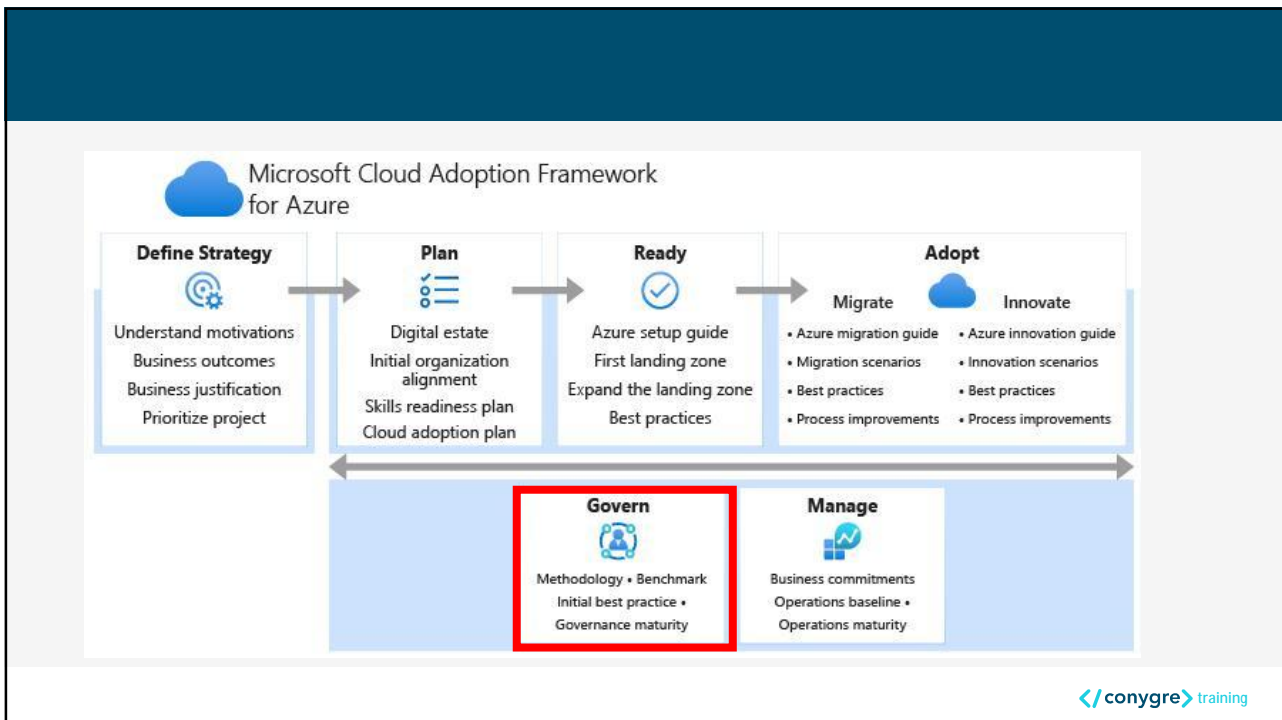 Microsoft Cloud Adoption Framework
for Azure
Define Strategy
Understand motivations
Business outcomes
Business justification
Prioritize project
Plan
Digital estate
Initial organization
alignment
Skills readiness plan
Cloud adoption plan
Ready
Azure setup guide
First landing zone
Expand the landing zone
Best practices
Adopt
Migrate
• Azure migration guide
• Migration scenarios
• Best practices
• Process improvements
Innovate
• Azure innovation guide
• Innovation scenarios
• Best practices
• Process improvements
Govern
Methodology • Benchmark
Initial best practice •
Governance maturity
Manage
Business commitments
Operations baseline •
Operations maturity
</conygre> training